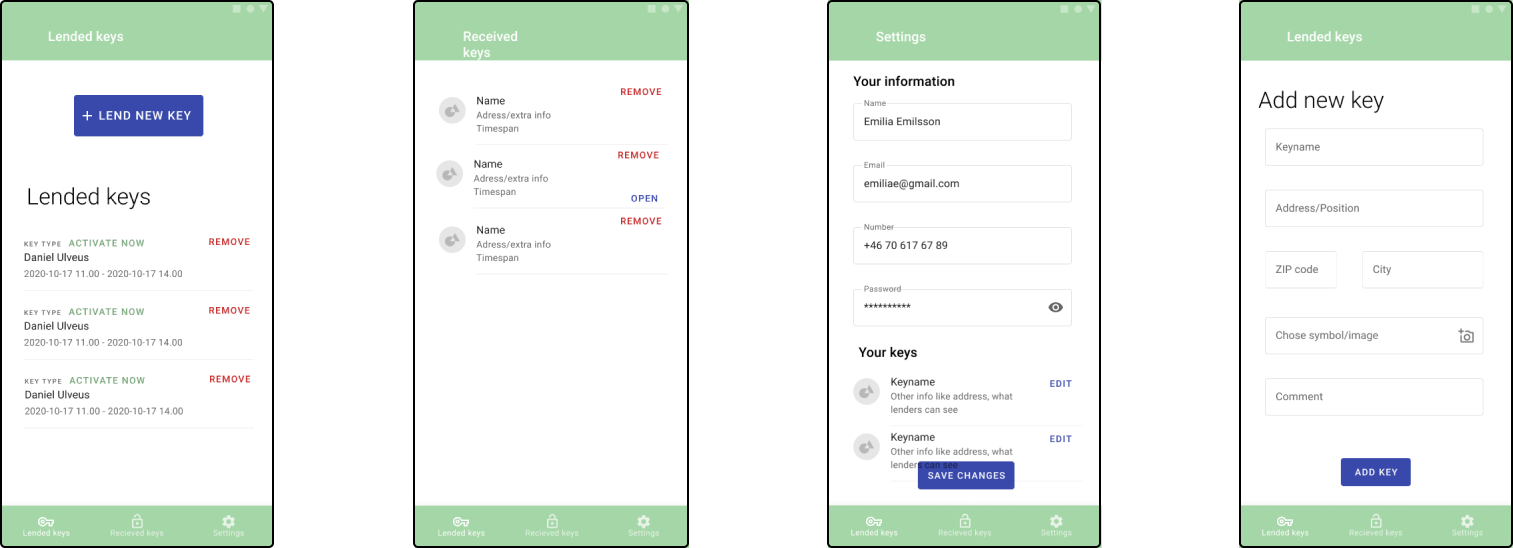 Lended keys
+ LEND NEW KEY
Lended keys
KEY TYPE ACTIVATE NOW REMOVE
Daniel Ulveus
2020-10-17 11.00 - 2020-10-17 14.00
KEY TYPE ACTIVATE NOW REMOVE
Daniel Ulveus
2020-10-17 11.00 - 2020-10-17 14.00
KEY TYPE ACTIVATE NOW REMOVE
Daniel Ulveus
2020-10-17 11.00 - 2020-10-17 14.00
Lended keys Recieved keys Settings
Received
keys
REMOVE
Name
Adress/extra info
Timespan
REMOVE
Name
Adress/extra info
Timespan
OPEN
REMOVE
Name
Adress/extra info
Timespan
Lended keys Recieved keys Settings
Settings
Your information
Name
Emilia Emilsson
Email
emiliae@gmail.com
Number
+46 70 617 67 89
Password
**********
Your keys
Keyname EDIT
Other info like address, what
lenders can see
Keyname EDIT
Other info like address, what
lenders can see
SAVE CHANGES
Lended keys Recieved keys Settings
Lended keys
Add new key
Keyname
Address/Position
ZIP code City
Chose symbol/image
Comment
ADD KEY
Lended keys Recieved keys Settings